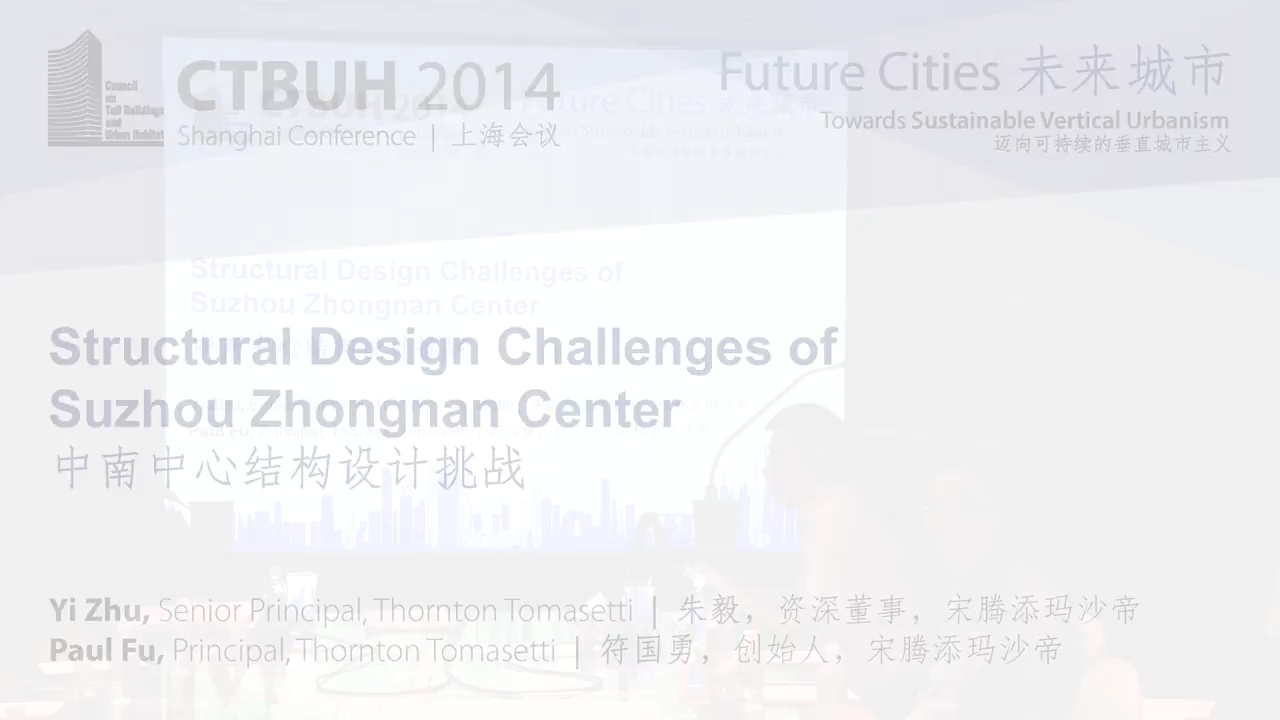 Council
on
Tall Buildings
and
Urban Habitat
CTBUH 2014
Shanghai Conference | 上海会议
Future Cities 未来城市
Towards Sustainable Vertical Urbanism
迈向可持续的垂直城市主义
Structural Design Challenges of
Suzhou Zhongnan Center
Structural Design Challenges of
Suzhou Zhongnan Center
中南中心结构设计挑战
Yi Zhu, Senior Principal, Thornton Tomasetti | 朱毅，资深董事，宋腾添玛沙帝
Paul Fu, Principal, Thornton Tomasetti | 符国勇，创始人，宋腾添玛沙帝